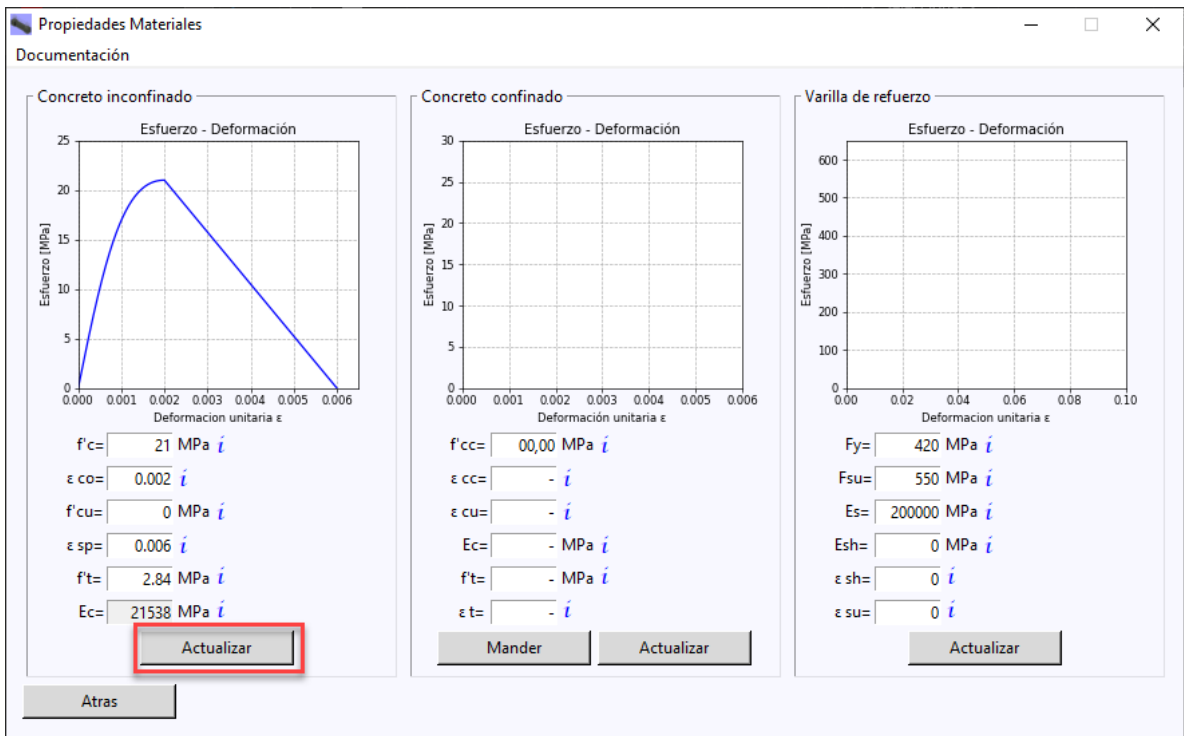 Propiedades Materiales
Documentación
Concreto inconfinado
Esfuerzo - Deformación
25
20
15
10
5
0
Esfuerzo [MPa]
0.000 0.001 0.002 0.003 0.004 0.005 0.006
Deformacion unitaria ε
f'c= 21 MPa i
ε co= 0.002 i
f'cu= 0 MPa i
ε sp= 0.006 i
f't= 2.84 MPa i
Ec= 21538 MPa i
Actualizar
Concreto confinado
Esfuerzo - Deformación
30
25
20
15
10
5
0
Esfuerzo [MPa]
0.000 0.001 0.002 0.003 0.004 0.005 0.006
Deformación unitaria ε
f'cc= 00,00 MPa i
ε cc= - i
ε cu= - i
Ec= - MPa i
f't= - MPa i
ε t= - i
Mander Actualizar
Varilla de refuerzo
Esfuerzo - Deformación
600
500
400
300
200
100
0
Esfuerzo [MPa]
0.00 0.02 0.04 0.06 0.08 0.10
Deformacion unitaria ε
Fy= 420 MPa i
Fsu= 550 MPa i
Es= 200000 MPa i
Esh= 0 MPa i
ε sh= 0 i
ε su= 0 i
Actualizar
Atras